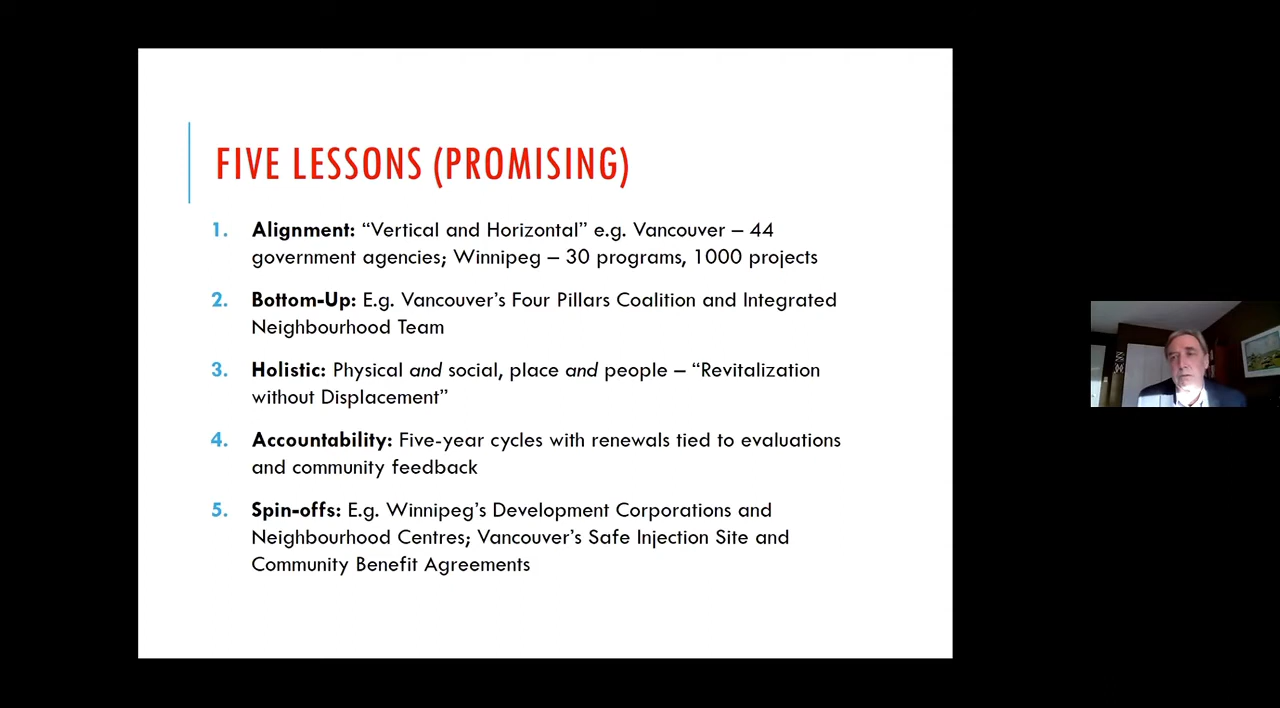 FIVE LESSONS (PROMISING)
1. Alignment: “Vertical and Horizontal” e.g. Vancouver – 44
government agencies; Winnipeg – 30 programs, 1000 projects
2. Bottom-Up: E.g. Vancouver’s Four Pillars Coalition and Integrated
Neighbourhood Team
3. Holistic: Physical and social, place and people – “Revitalization
without Displacement”
4. Accountability: Five-year cycles with renewals tied to evaluations
and community feedback
5. Spin-offs: E.g. Winnipeg’s Development Corporations and
Neighbourhood Centres; Vancouver’s Safe Injection Site and
Community Benefit Agreements